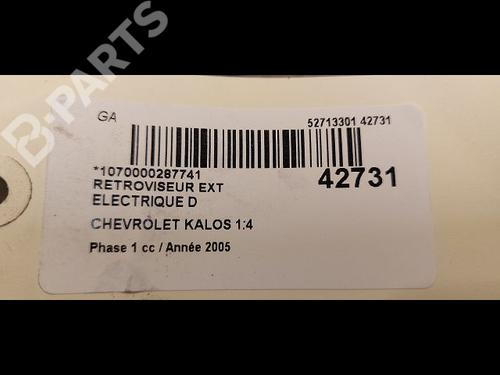 B-PARTS
GA
52713301 42731
*1070000287741
42731
RETROVISEUR EXT
ELECTRIQUE D
CHEVROLET KALOS 1:4
Phase 1 cc / Année 2005